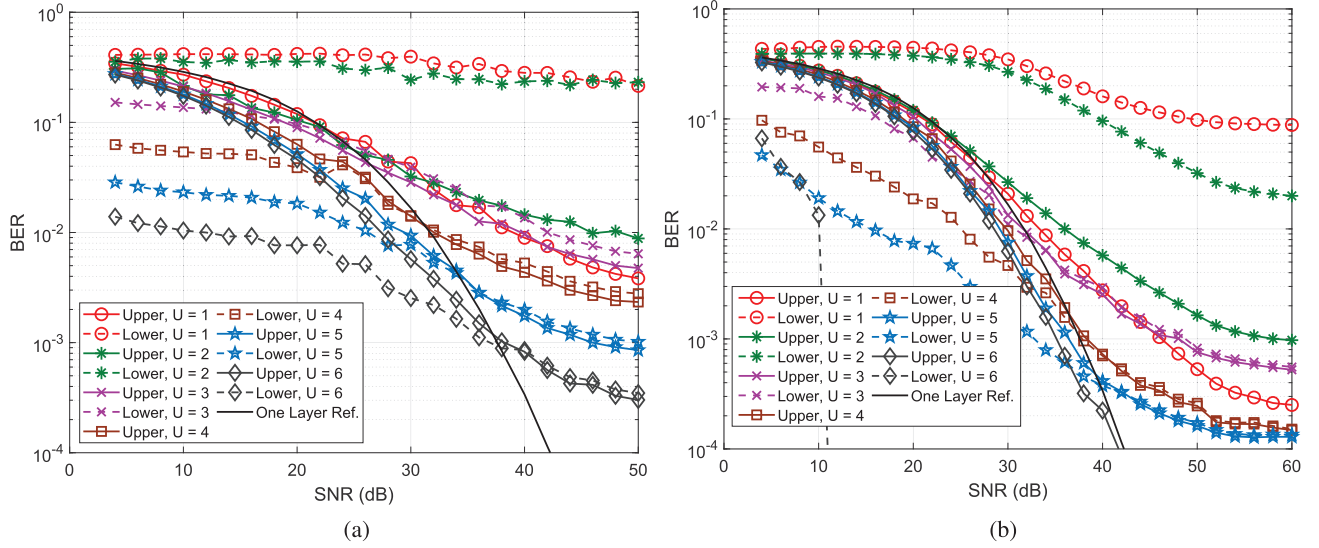 10^0
10^-1
10^-2
10^-3
10^-4
BER
Upper, U = 1
Lower, U = 1
Upper, U = 2
Lower, U = 2
Upper, U = 3
Lower, U = 3
Upper, U = 4
Lower, U = 4
Upper, U = 5
Lower, U = 5
Upper, U = 6
Lower, U = 6
One Layer Ref.
0 10 20 30 40 50
SNR (dB)
(a)
10^0
10^-1
10^-2
10^-3
10^-4
BER
Upper, U = 1
Lower, U = 1
Upper, U = 2
Lower, U = 2
Upper, U = 3
Lower, U = 3
Upper, U = 4
Lower, U = 4
Upper, U = 5
Lower, U = 5
Upper, U = 6
Lower, U = 6
One Layer Ref.
0 10 20 30 40 50 60
SNR (dB)
(b)